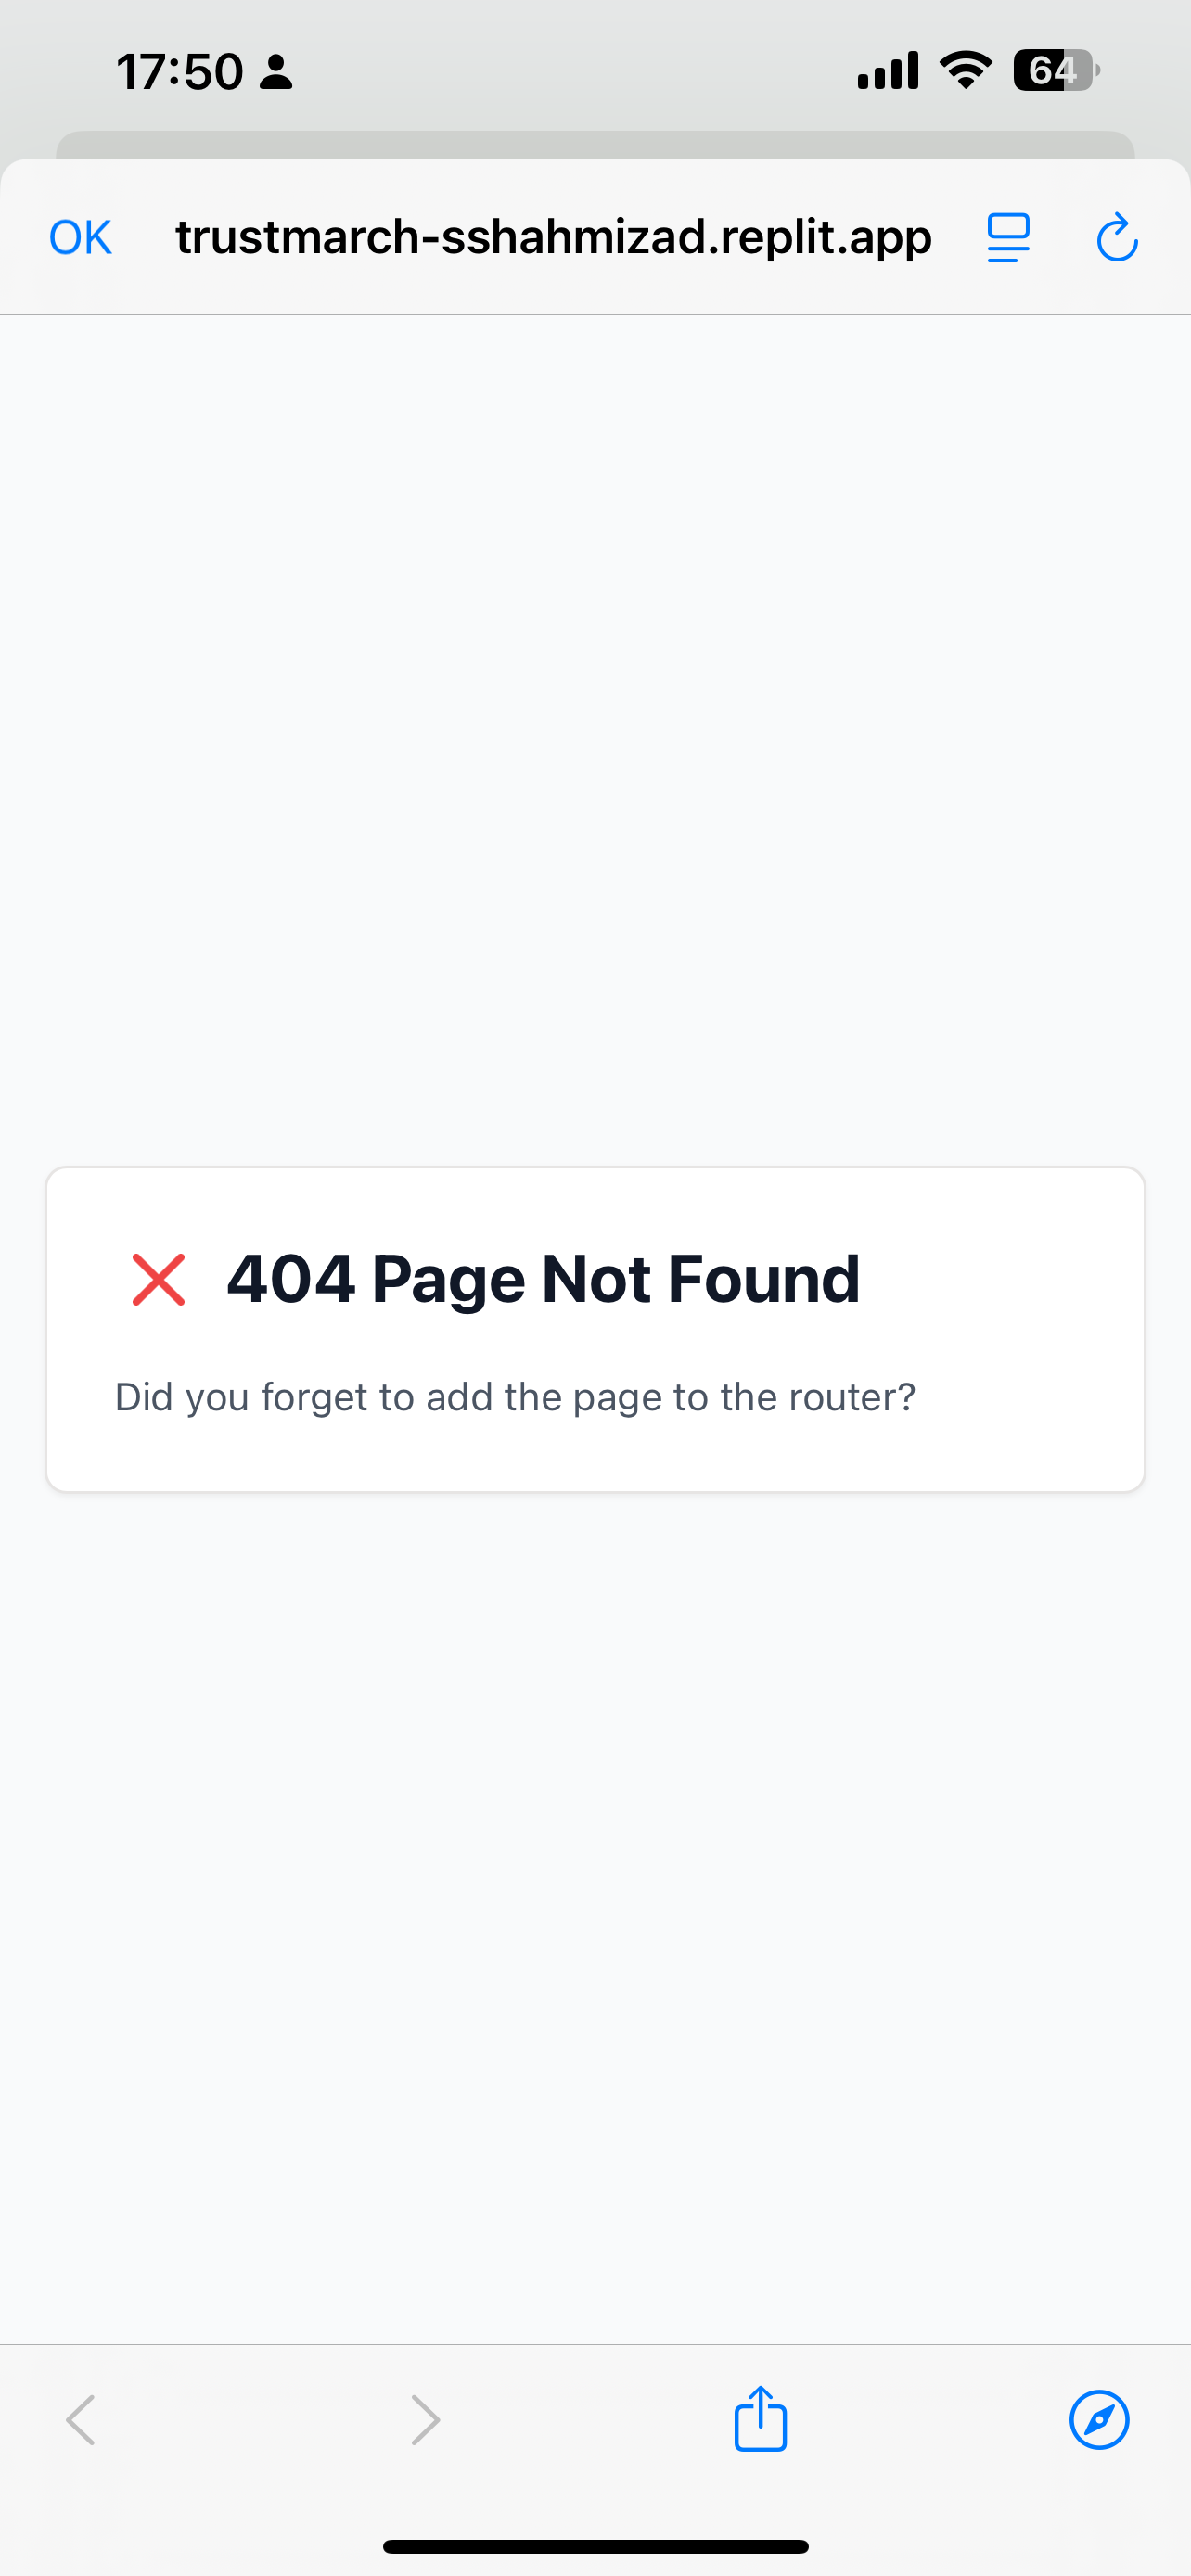 17:50
64
OK trustmarch-sshahmizad.replit.app
404 Page Not Found
Did you forget to add the page to the router?